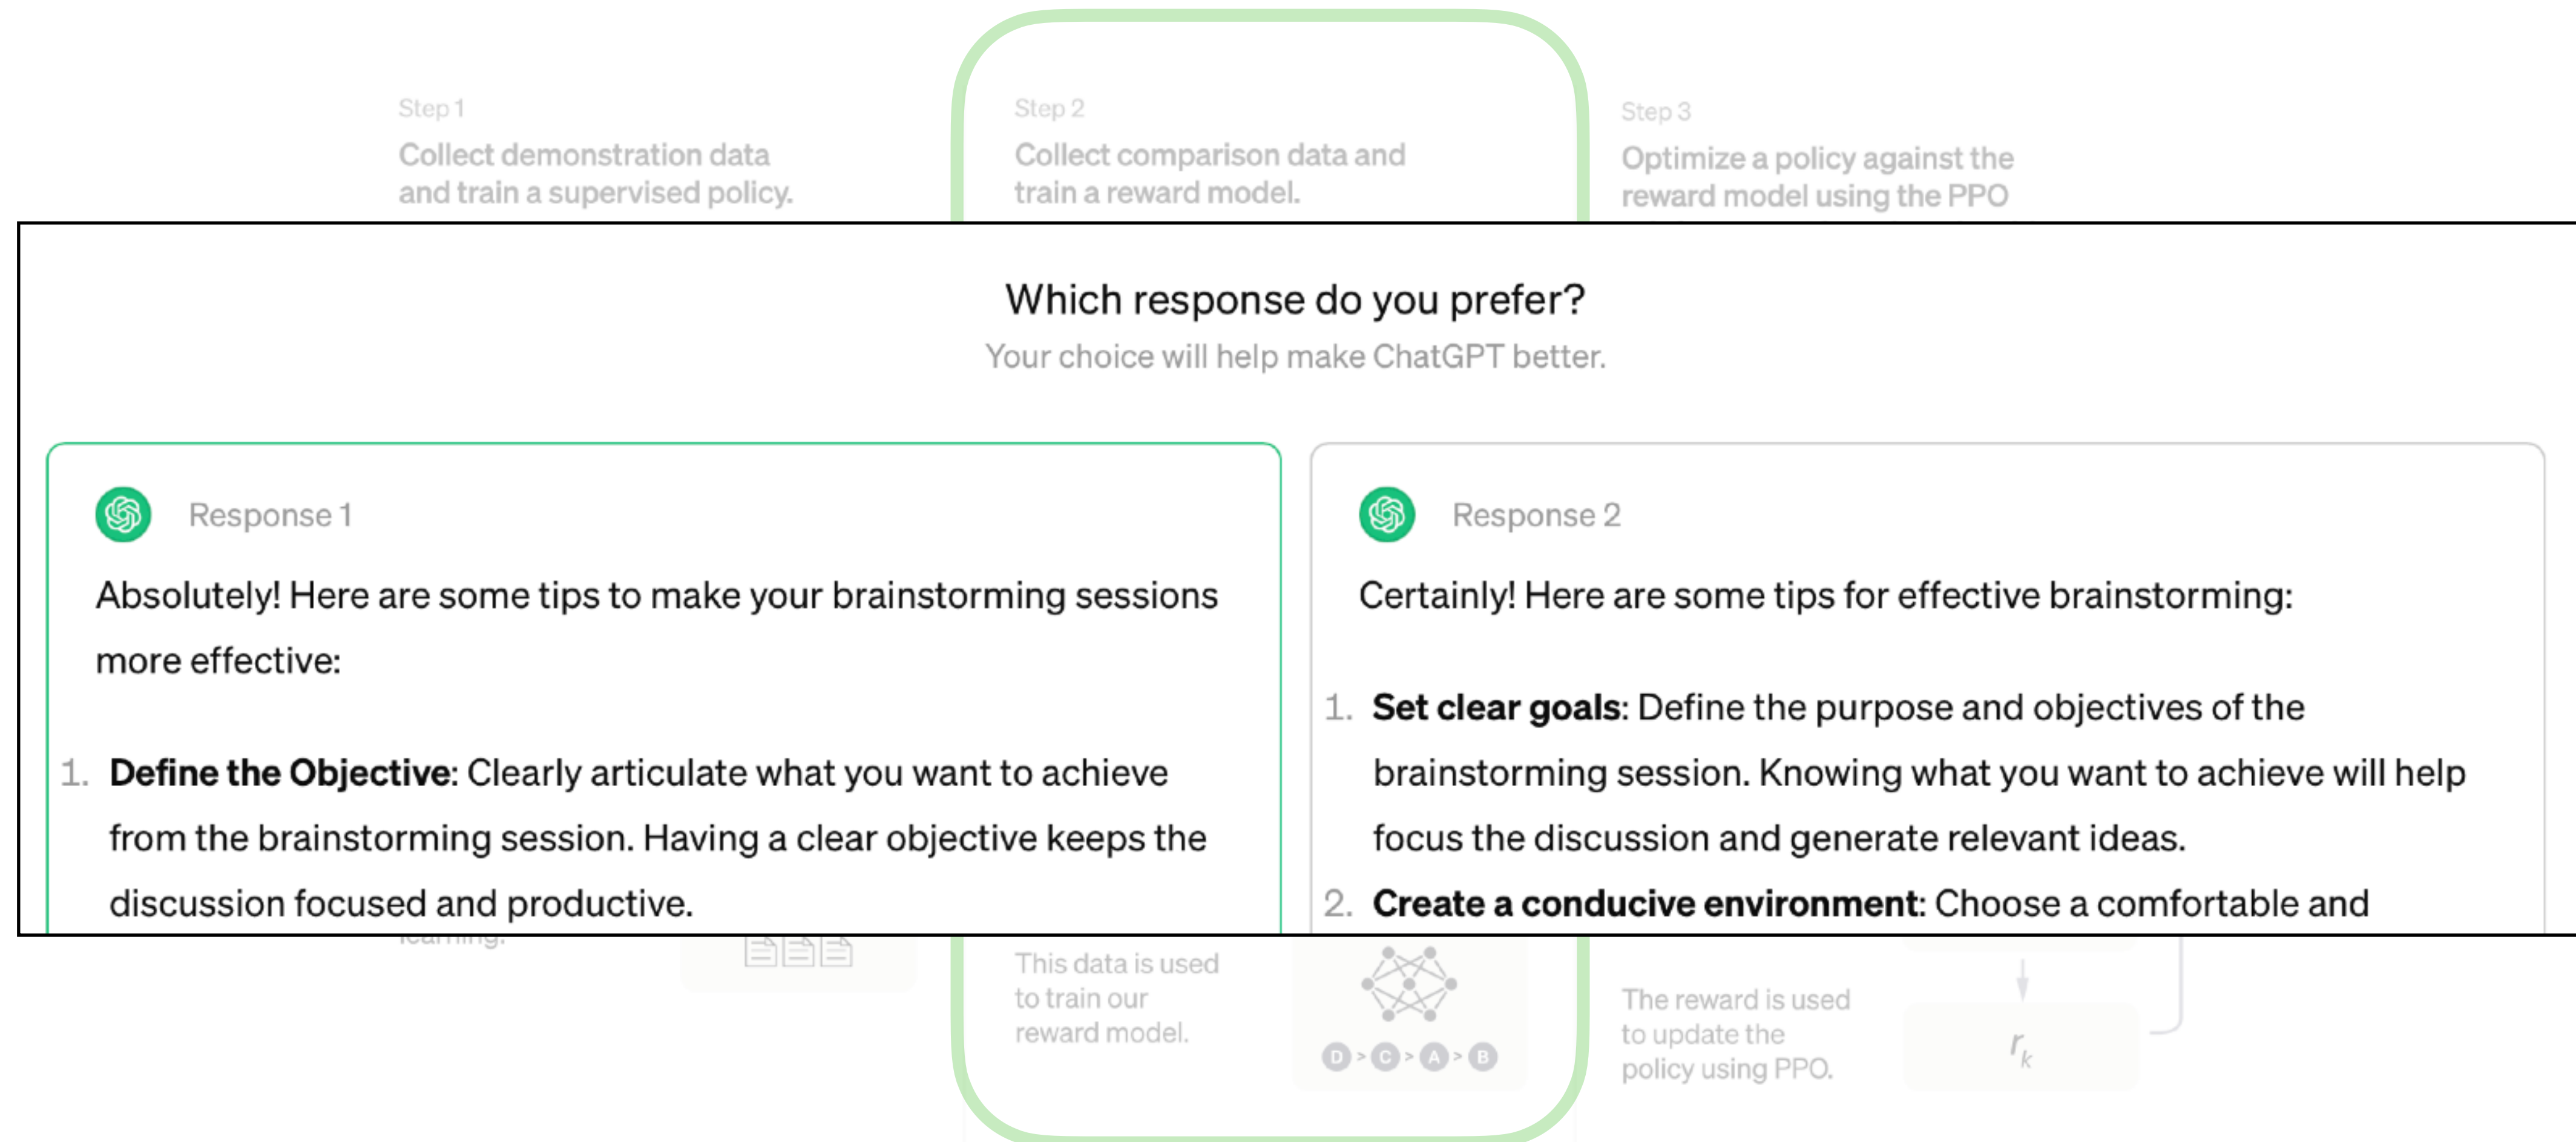 Step 1
Collect demonstration data
and train a supervised policy.
Step 2
Collect comparison data and
train a reward model.
Step 3
Optimize a policy against the
reward model using the PPO
Which response do you prefer?
Your choice will help make ChatGPT better.
Response 1
Absolutely! Here are some tips to make your brainstorming sessions
more effective:
1. Define the Objective: Clearly articulate what you want to achieve
from the brainstorming session. Having a clear objective keeps the
discussion focused and productive.
Response 2
Certainly! Here are some tips for effective brainstorming:
1. Set clear goals: Define the purpose and objectives of the
brainstorming session. Knowing what you want to achieve will help
focus the discussion and generate relevant ideas.
2. Create a conducive environment: Choose a comfortable and
learning.
This data is used
to train our
reward model.
D > C > A > B
The reward is used
to update the
policy using PPO.
rk